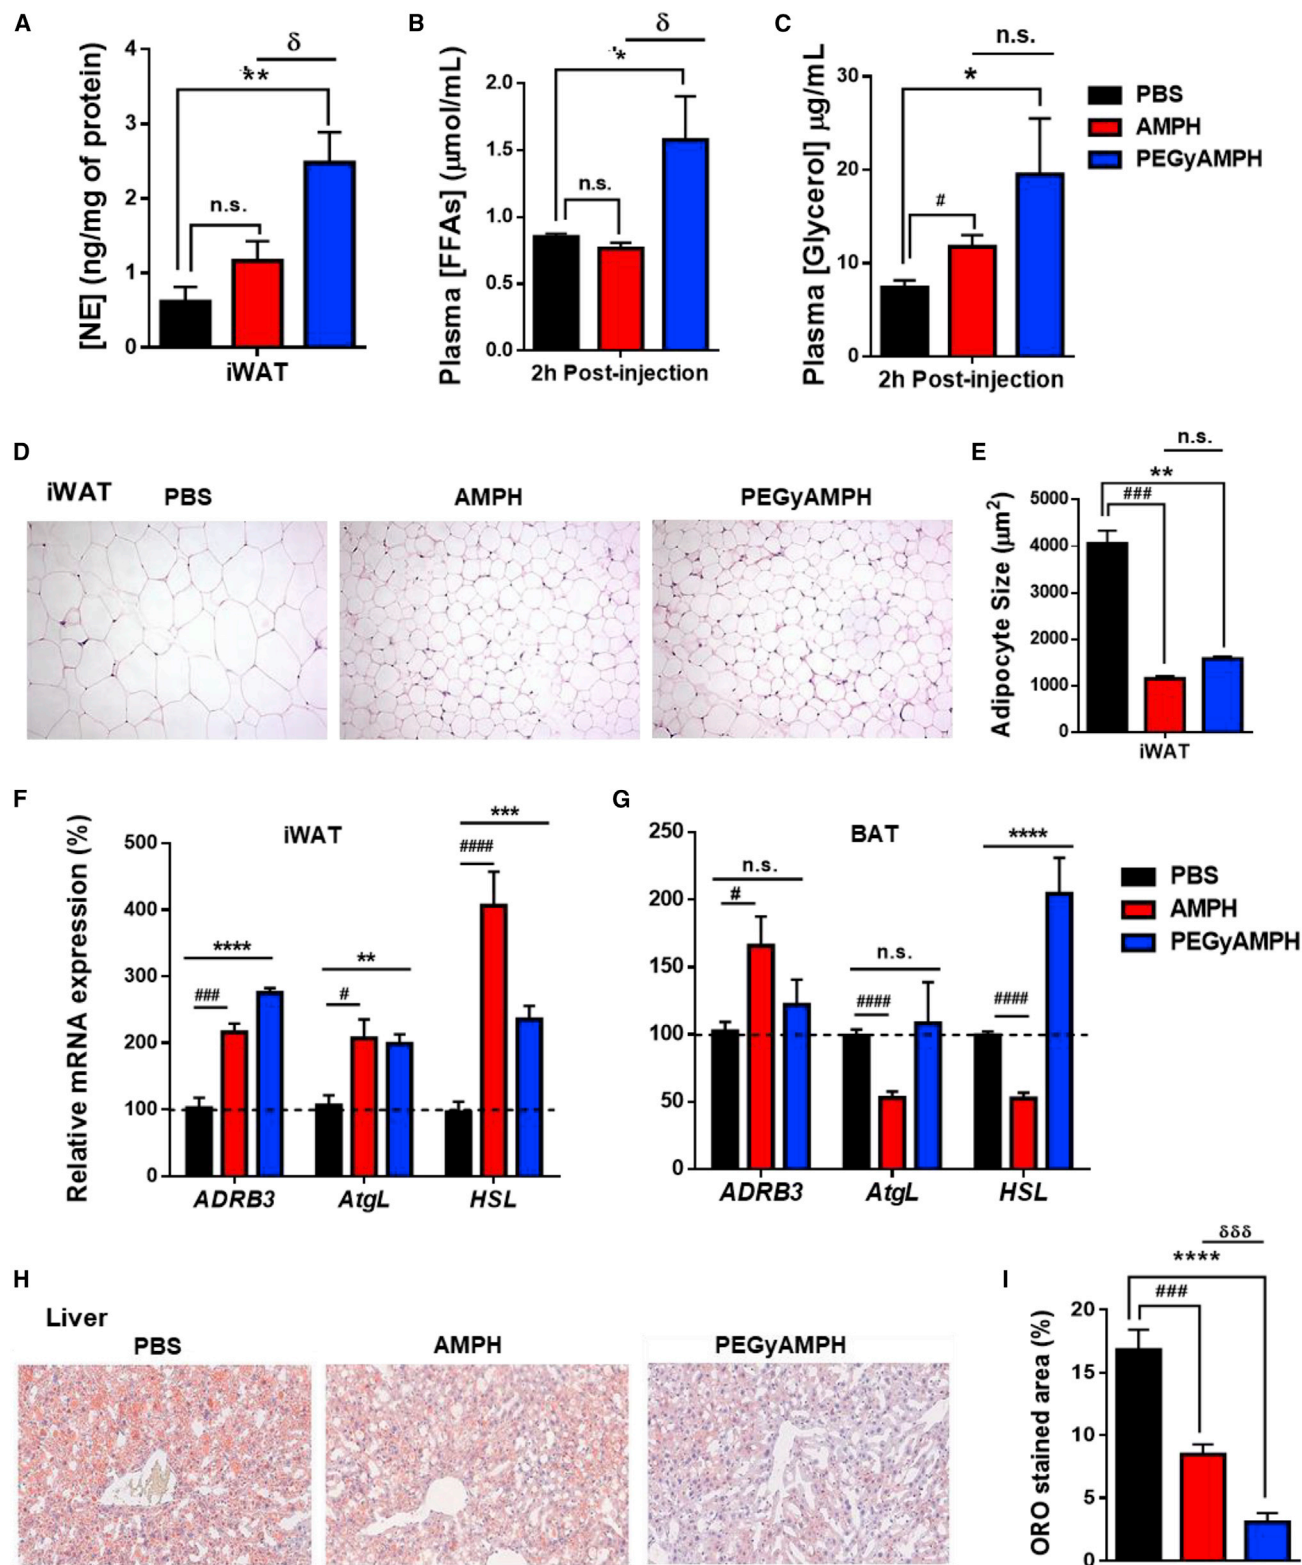 A
[NE] (ng/mg of protein)
4
3
2
1
0
δ
**
n.s.
iWAT
B
Plasma [FFAs] (μmol/mL)
2.0
1.5
1.0
0.5
0.0
δ
*
n.s.
2h Post-injection
C
Plasma [Glycerol] μg/mL
30
20
10
0
n.s.
*
#
2h Post-injection
PBS
AMPH
PEGyAMPH
D
iWAT
PBS
AMPH
PEGyAMPH
E
Adipocyte Size (μm²)
5000
4000
3000
2000
1000
0
n.s.
**
###
iWAT
F
iWAT
Relative mRNA expression (%)
500
400
300
200
100
0
****
###
**
#
***
####
ADRB3
AtgL
HSL
G
BAT
250
200
150
100
50
0
n.s.
#
n.s.
####
****
####
ADRB3
AtgL
HSL
PBS
AMPH
PEGyAMPH
H
Liver
PBS
AMPH
PEGyAMPH
I
ORO stained area (%)
20
15
10
5
0
δδδ
****
###